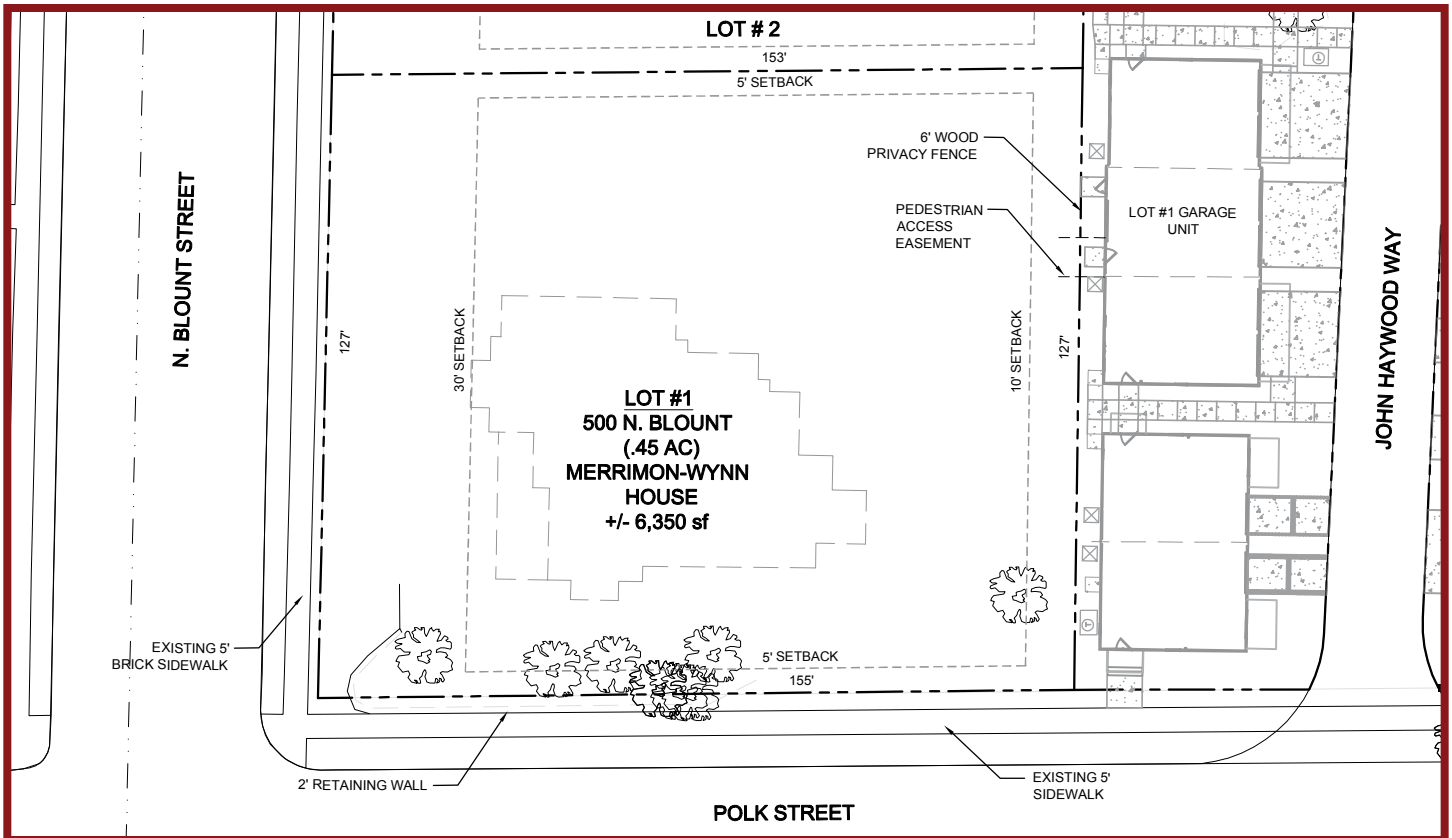 LOT # 2
153'
5' SETBACK
6' WOOD
PRIVACY FENCE
PEDESTRIAN
ACCESS
EASEMENT
LOT #1 GARAGE
UNIT
N. BLOUNT STREET
JOHN HAYWOOD WAY
127'
30' SETBACK
10' SETBACK
127'
LOT #1
500 N. BLOUNT
(.45 AC)
MERRIMON-WYNN
HOUSE
+/- 6,350 sf
EXISTING 5'
BRICK SIDEWALK
5' SETBACK
155'
2' RETAINING WALL
EXISTING 5'
SIDEWALK
POLK STREET
T
T